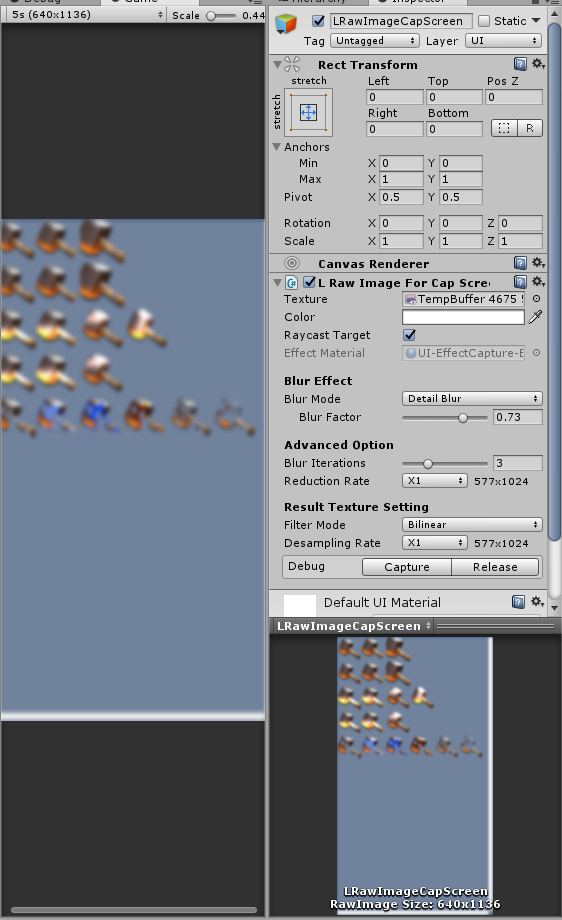 Debug Game
5s (640x1136) Scale 0.44
Hierarchy Inspector
LRawImageCapScreen Static
Tag Untagged Layer UI
Rect Transform
stretch
stretch
Left Top Pos Z
0 0 0
Right Bottom
0 0 R
Anchors
Min X 0 Y 0
Max X 1 Y 1
Pivot X 0.5 Y 0.5
Rotation X 0 Y 0 Z 0
Scale X 1 Y 1 Z 1
Canvas Renderer
L Raw Image For Cap Scree
Texture TempBuffer 4675
Color
Raycast Target
Effect Material UI-EffectCapture-E
Blur Effect
Blur Mode Detail Blur
Blur Factor 0.73
Advanced Option
Blur Iterations 3
Reduction Rate X1 577x1024
Result Texture Setting
Filter Mode Bilinear
Desampling Rate X1 577x1024
Debug Capture Release
Default UI Material
LRawImageCapScreen
LRawImageCapScreen
RawImage Size: 640x1136